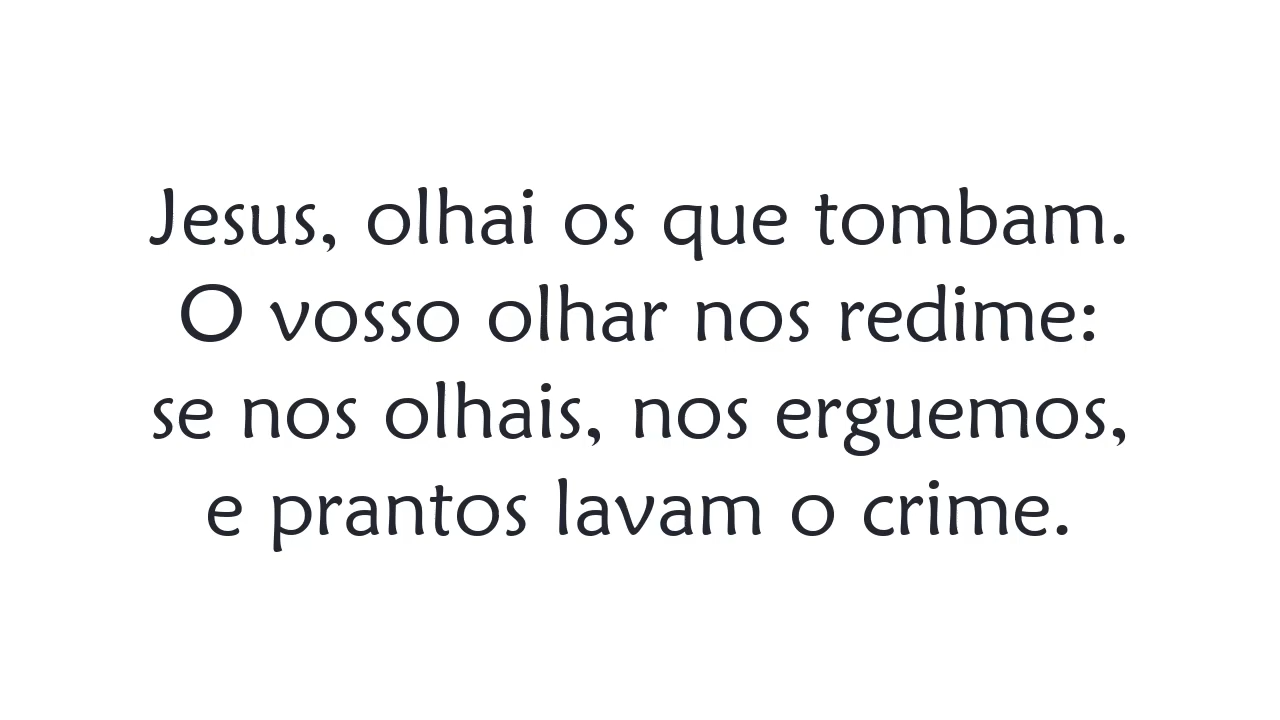 Jesus, olhai os que tombam.
O vosso olhar nos redime:
se nos olhais, nos erguemos,
e prantos lavam o crime.